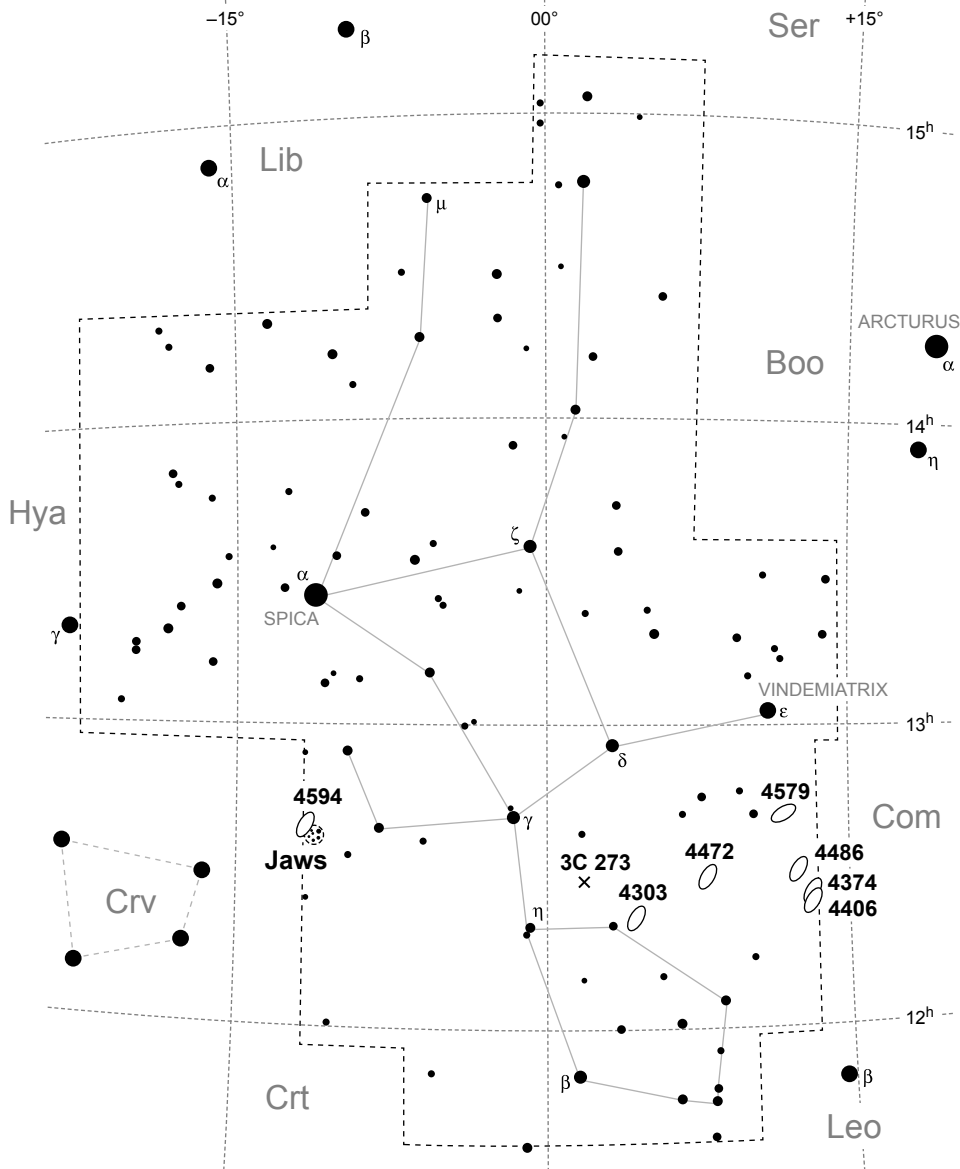 –15°
00°
+15°
Ser
β
15ʰ
Lib
α
μ
ARCTURUS
α
Boo
14ʰ
η
Hya
ζ
α
SPICA
γ
VINDEMIATRIX
ε
13ʰ
δ
4594
4579
γ
Com
Jaws
4486
4472
3C 273
4374
Crv
4303
4406
η
12ʰ
β
β
Crt
Leo